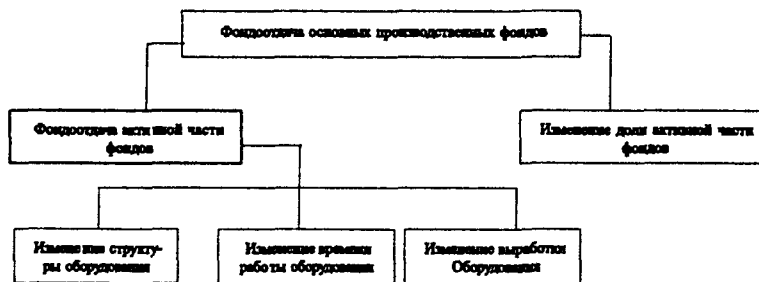 Фондоотдача основных производственных фондов
Фондоотдача активной части
фондов
Изменение доли активной части
фондов
Изменение структу-
ры оборудования
Изменение времени
работы оборудования
Изменение выработки
Оборудования